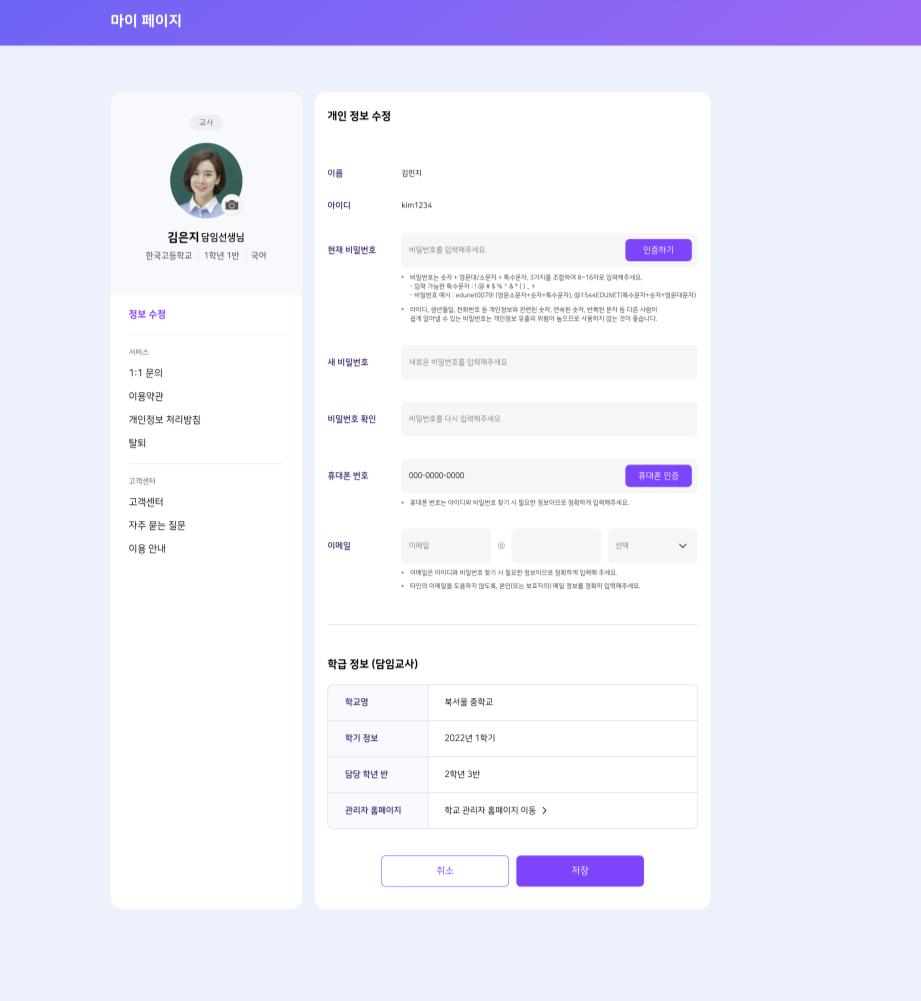 마이 페이지
교사
김은지 담임선생님
한국고등학교 | 1학년 1반 | 국어
정보 수정
서비스
1:1 문의
이용약관
개인정보 처리방침
탈퇴
고객센터
고객센터
자주 묻는 질문
이용 안내
개인 정보 수정
이름 김민지
아이디 kim1234
현재 비밀번호 비밀번호를 입력해주세요 인증하기
• 비밀번호는 숫자 + 영문대/소문자 + 특수문자, 3가지를 조합하여 8~16자로 입력해주세요.
- 입력 가능한 특수문자 : ! @ # $ % ^ & * ( ) _ +
- 비밀번호 예시 : edunet0079! (영문소문자+숫자+특수문자), @1544EDUNET(특수문자+숫자+영문대문자)
• 아이디, 생년월일, 전화번호 등 개인정보와 관련된 숫자, 연속된 숫자, 반복된 문자 등 다른 사람이
쉽게 알아낼 수 있는 비밀번호는 개인정보 유출의 위험이 높으므로 사용하지 않는 것이 좋습니다.
새 비밀번호 새로운 비밀번호를 입력해주세요
비밀번호 확인 비밀번호를 다시 입력해주세요
휴대폰 번호 000-0000-0000 휴대폰 인증
• 휴대폰 번호는 아이디와 비밀번호 찾기 시 필요한 정보이므로 정확하게 입력해주세요.
이메일 이메일 @ 선택
• 이메일은 아이디와 비밀번호 찾기 시 필요한 정보이므로 정확하게 입력해 주세요.
• 타인의 이메일을 도용하지 않도록, 본인(또는 보호자의) 메일 정보를 정확히 입력해주세요.
학급 정보 (담임교사)
학교명 북서울 중학교
학기 정보 2022년 1학기
담당 학년 반 2학년 3반
관리자 홈페이지 학교 관리자 홈페이지 이동 >
취소 저장